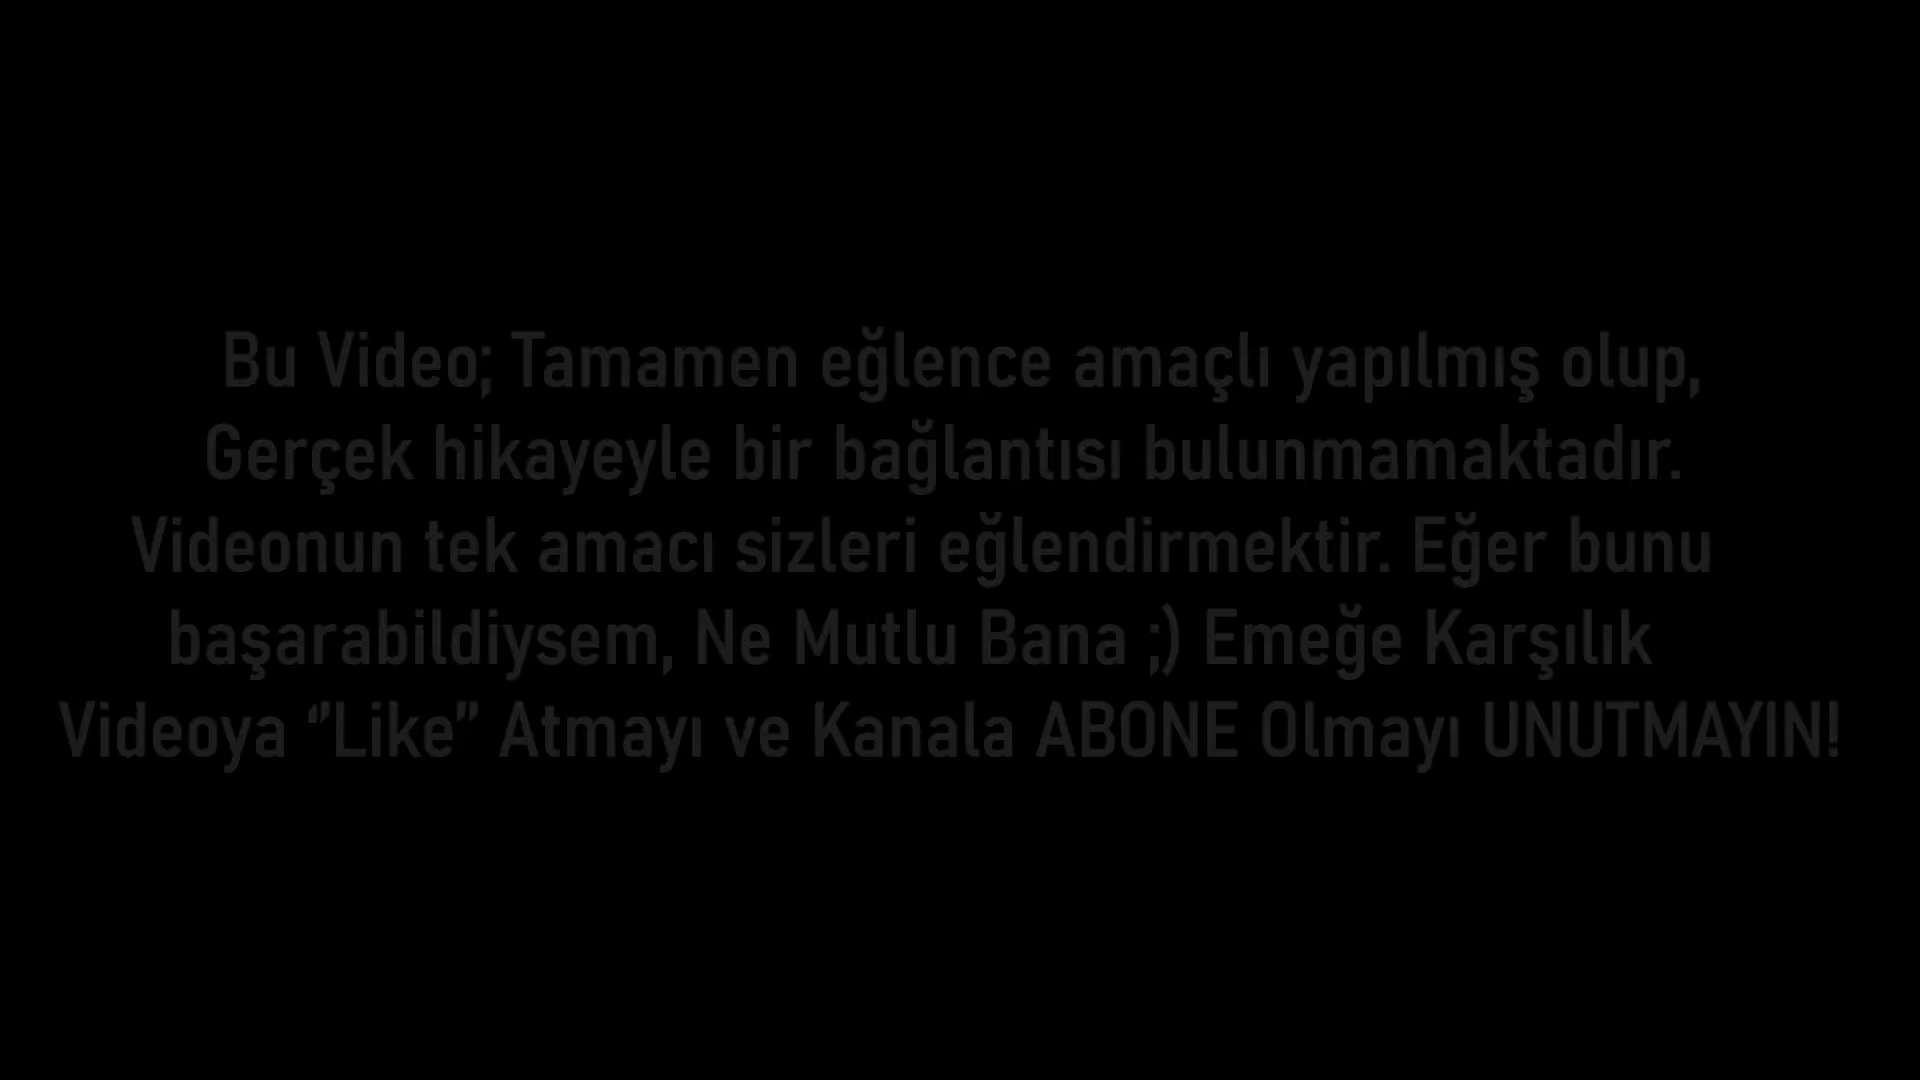 Bu Video; Tamamen eğlence amaçlı yapılmış olup,
Gerçek hikayeyle bir bağlantısı bulunmamaktadır.
Videonun tek amacı sizleri eğlendirmektir. Eğer bunu
başarabildiysem, Ne Mutlu Bana ;) Emeğe Karşılık
Videoya “Like” Atmayı ve Kanala ABONE Olmayı UNUTMAYIN!